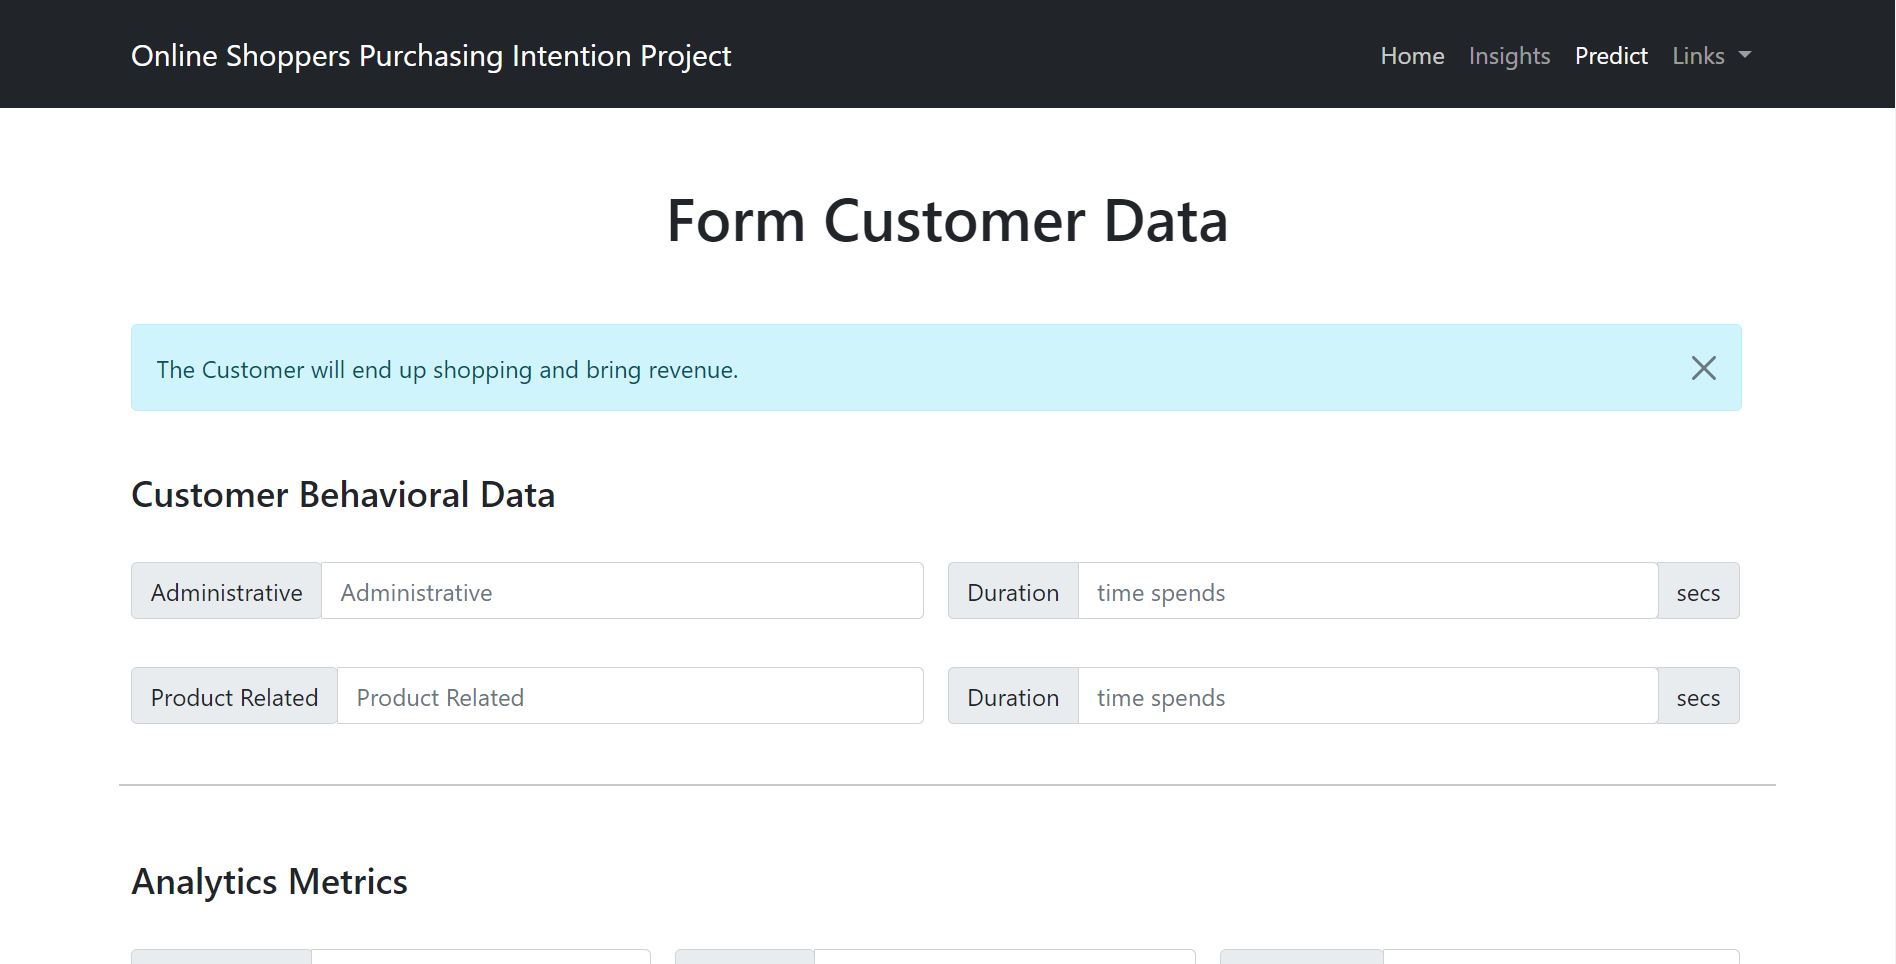 Online Shoppers Purchasing Intention Project Home Insights Predict Links
Form Customer Data
The Customer will end up shopping and bring revenue.
Customer Behavioral Data
Administrative Administrative Duration time spends secs
Product Related Product Related Duration time spends secs
Analytics Metrics